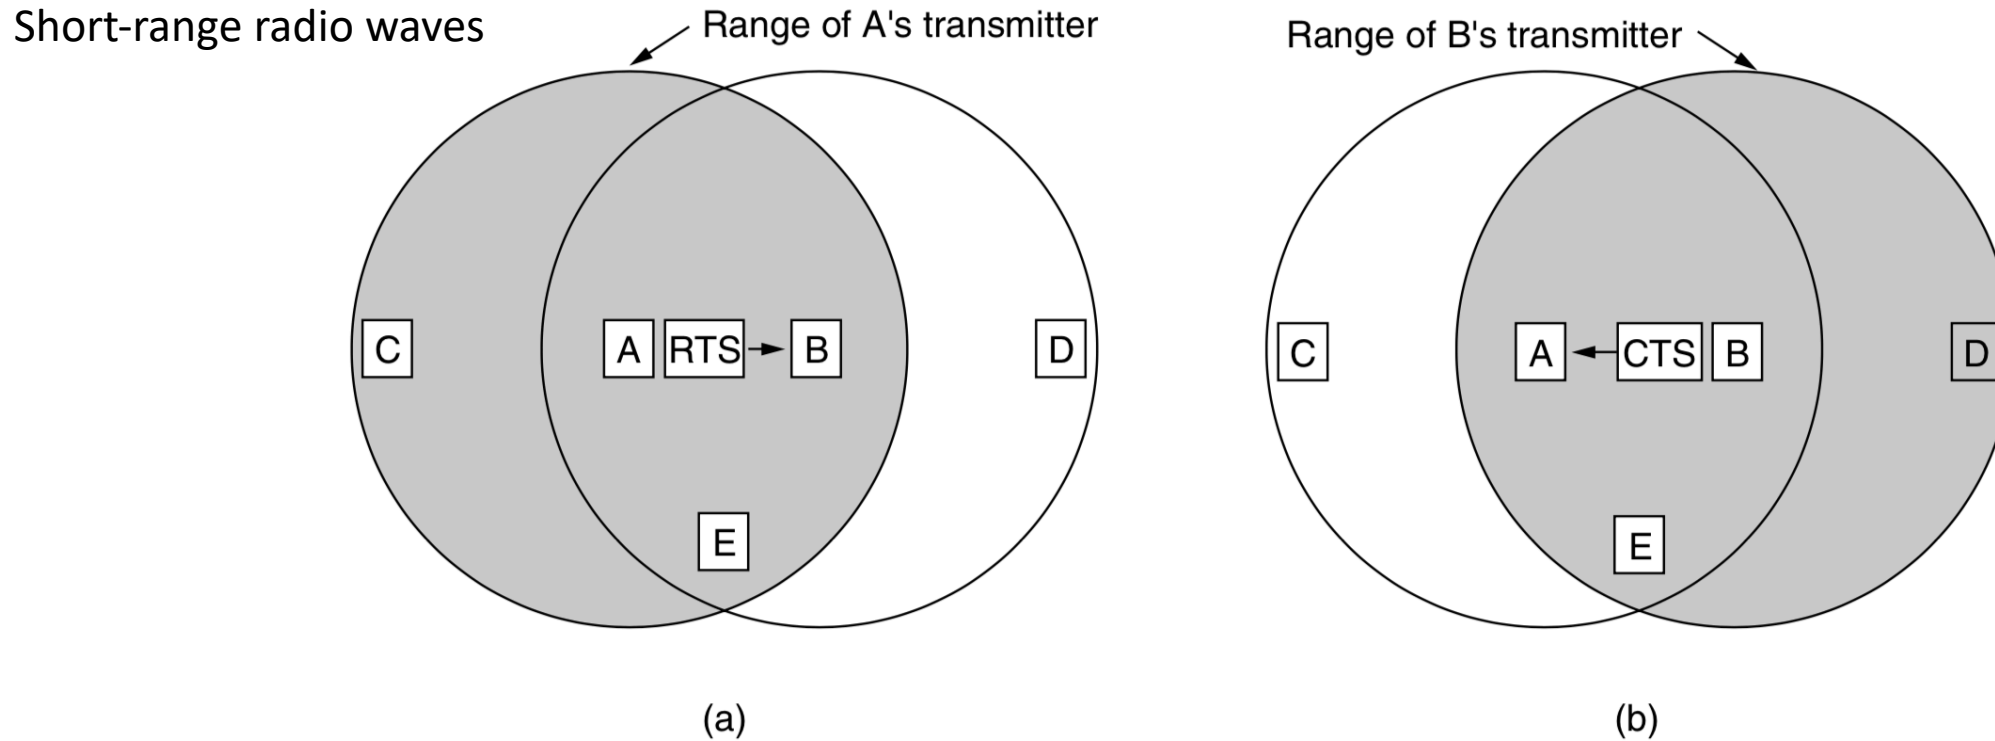 Short-range radio waves
Range of A's transmitter
C A RTS B D
E
(a)
Range of B's transmitter
C A CTS B D
E
(b)